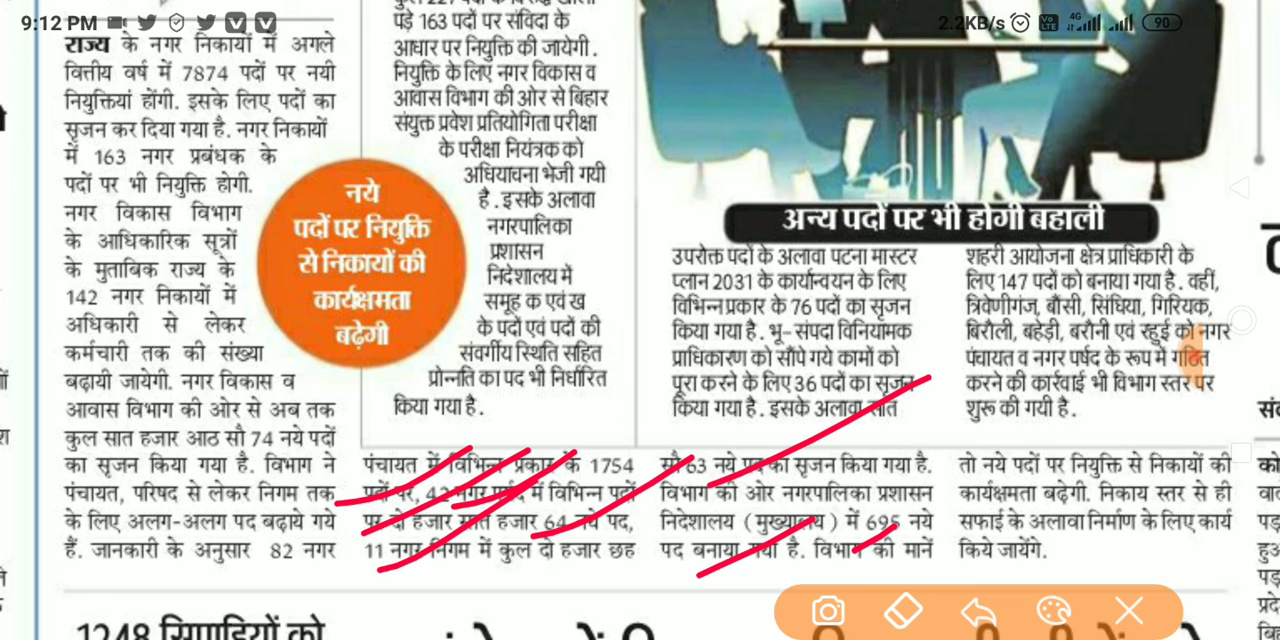 9:12 PM
2.2KB/s
4G
90
राज्य के नगर निकायों में अगले
वित्तीय वर्ष में 7874 पदों पर नयी
नियुक्तियां होंगी. इसके लिए पदों का
सृजन कर दिया गया है. नगर निकायों
में 163 नगर प्रबंधक के
पदों पर भी नियुक्ति होगी.
नगर विकास विभाग
के आधिकारिक सूत्रों
के मुताबिक राज्य के
142 नगर निकायों में
अधिकारी से लेकर
कर्मचारी तक की संख्या
बढ़ायी जायेगी. नगर विकास व
आवास विभाग की ओर से अब तक
कुल सात हजार आठ सौ 74 नये पदों
का सृजन किया गया है. विभाग ने
पंचायत, परिषद से लेकर निगम तक
के लिए अलग-अलग पद बढ़ाये गये
हैं. जानकारी के अनुसार 82 नगर
नये
पदों पर नियुक्ति
से निकायों की
कार्यक्षमता
बढ़ेगी
पड़े 163 पदों पर संविदा के
आधार पर नियुक्ति की जायेगी.
नियुक्ति के लिए नगर विकास व
आवास विभाग की ओर से बिहार
संयुक्त प्रवेश प्रतियोगिता परीक्षा
के परीक्षा नियंत्रक को
अधियाचना भेजी गयी
है. इसके अलावा
नगरपालिका
प्रशासन
निदेशालय में
समूह क एवं ख
के पदों एवं पदों की
संवर्गीय स्थिति सहित
प्रोन्नति का पद भी निर्धारित
किया गया है.
पंचायत में विभिन्न प्रकार के 1754
पदों पर, 42 नगर पर्षद में विभिन्न पदों
पर दो हजार सात हजार 64 नये पद,
11 नगर निगम में कुल दो हजार छह
अन्य पदों पर भी होगी बहाली
उपरोक्त पदों के अलावा पटना मास्टर
प्लान 2031 के कार्यान्वयन के लिए
विभिन्न प्रकार के 76 पदों का सृजन
किया गया है. भू-संपदा विनियामक
प्राधिकारण को सौंपे गये कामों को
पूरा करने के लिए 36 पदों का सृजन
किया गया है. इसके अलावा सात
शहरी आयोजना क्षेत्र प्राधिकारी के
लिए 147 पदों को बनाया गया है. वहीं,
त्रिवेणीगंज, बौंसी, सिंधिया, गिरियक,
बिरौली, बहेड़ी, बरौनी एवं रहुई को नगर
पंचायत व नगर पर्षद के रूप में गठित
करने की कार्रवाई भी विभाग स्तर पर
शुरू की गयी है.
सौ 63 नये पद का सृजन किया गया है.
विभाग की ओर नगरपालिका प्रशासन
निदेशालय (मुख्यालय) में 695 नये
पद बनाया गया है. विभाग की मानें
तो नये पदों पर नियुक्ति से निकायों की
कार्यक्षमता बढ़ेगी. निकाय स्तर से ही
सफाई के अलावा निर्माण के लिए कार्य
किये जायेंगे.
1248 सिपाहियों को